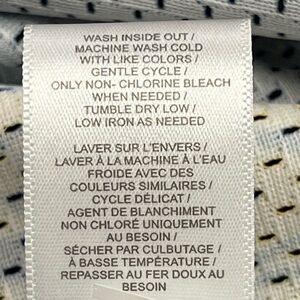 WASH INSIDE OUT /
MACHINE WASH COLD
WITH LIKE COLORS /
GENTLE CYCLE /
ONLY NON- CHLORINE BLEACH
WHEN NEEDED /
TUMBLE DRY LOW /
LOW IRON AS NEEDED
LAVER SUR L'ENVERS /
LAVER À LA MACHINE À L'EAU
FROIDE AVEC DES
COULEURS SIMILAIRES /
CYCLE DÉLICAT /
AGENT DE BLANCHIMENT
NON CHLORÉ UNIQUEMENT
AU BESOIN /
SÉCHER PAR CULBUTAGE /
À BASSE TEMPÉRATURE /
REPASSER AU FER DOUX AU
BESOIN